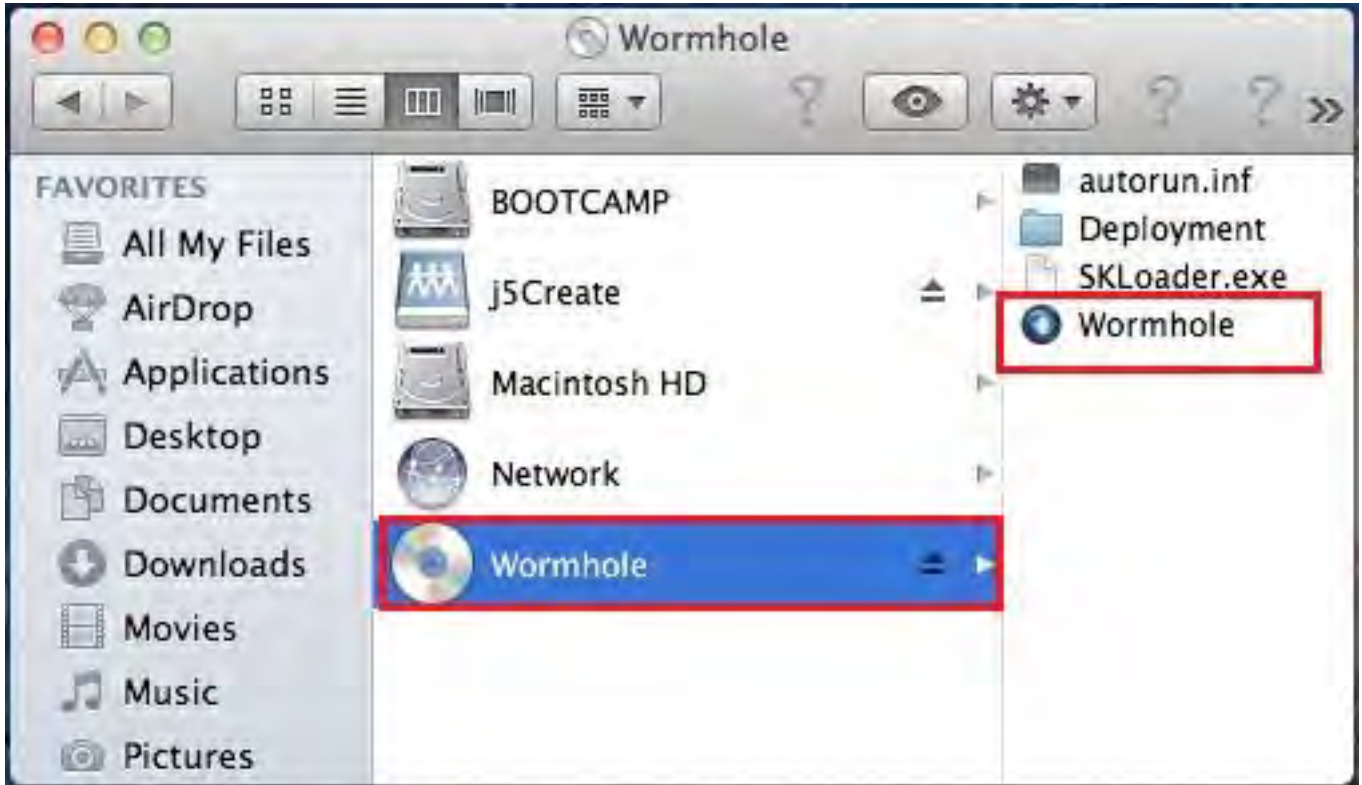 Wormhole
FAVORITES
All My Files
AirDrop
Applications
Desktop
Documents
Downloads
Movies
Music
Pictures
BOOTCAMP
j5Create
Macintosh HD
Network
Wormhole
autorun.inf
Deployment
SKLoader.exe
Wormhole